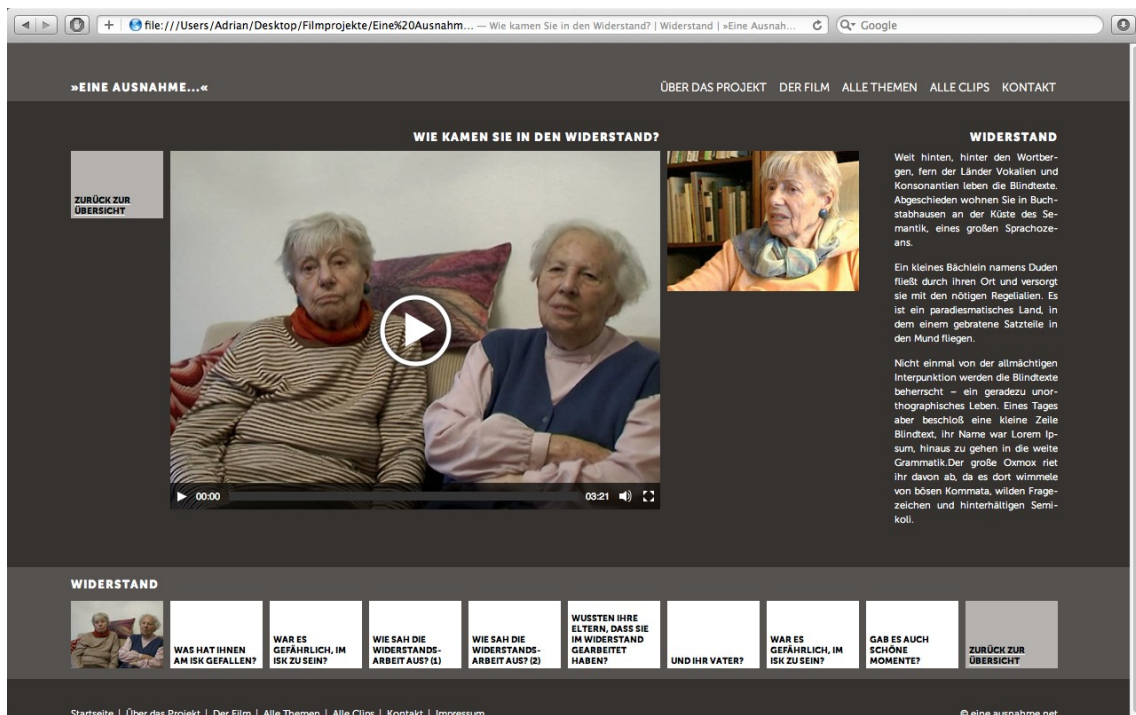 file:///Users/Adrian/Desktop/Filmprojekte/Eine%20Ausnahm... — Wie kamen Sie in den Widerstand? | Widerstand | »Eine Ausnah...
Google
»EINE AUSNAHME...«
ÜBER DAS PROJEKT DER FILM ALLE THEMEN ALLE CLIPS KONTAKT
WIE KAMEN SIE IN DEN WIDERSTAND?
ZURÜCK ZUR
ÜBERSICHT
00:00
03:21
WIDERSTAND
Weit hinten, hinter den Wortber-
gen, fern der Länder Vokalien und
Konsonantien leben die Blindtexte.
Abgeschieden wohnen Sie in Buch-
stabhausen an der Küste des Se-
mantik, eines großen Sprachoze-
ans.
Ein kleines Bächlein namens Duden
fließt durch ihren Ort und versorgt
sie mit den nötigen Regelialien. Es
ist ein paradiesmatisches Land, in
dem einem gebratene Satzteile in
den Mund fliegen.
Nicht einmal von der allmächtigen
Interpunktion werden die Blindtexte
beherrscht – ein geradezu unor-
thographisches Leben. Eines Tages
aber beschloß eine kleine Zeile
Blindtext, ihr Name war Lorem Ip-
sum, hinaus zu gehen in die weite
Grammatik.Der große Oxmox riet
ihr davon ab, da es dort wimmele
von bösen Kommata, wilden Frage-
zeichen und hinterhältigen Semi-
koli.
WIDERSTAND
WAS HAT IHNEN
AM ISK GEFALLEN?
WAR ES
GEFÄHRLICH, IM
ISK ZU SEIN?
WIE SAH DIE
WIDERSTANDS-
ARBEIT AUS? (1)
WIE SAH DIE
WIDERSTANDS-
ARBEIT AUS? (2)
WUSSTEN IHRE
ELTERN, DASS SIE
IM WIDERSTAND
GEARBEITET
HABEN?
UND IHR VATER?
WAR ES
GEFÄHRLICH, IM
ISK ZU SEIN?
GAB ES AUCH
SCHÖNE
MOMENTE?
ZURÜCK ZUR
ÜBERSICHT
Startseite | Über das Projekt | Der Film | Alle Themen | Alle Clips | Kontakt | Impressum
© eine ausnahme.net